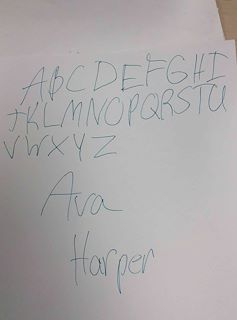 ABCDEFGHI
JKLMNOPQRSTU
VWXYZ
Ava
Harper